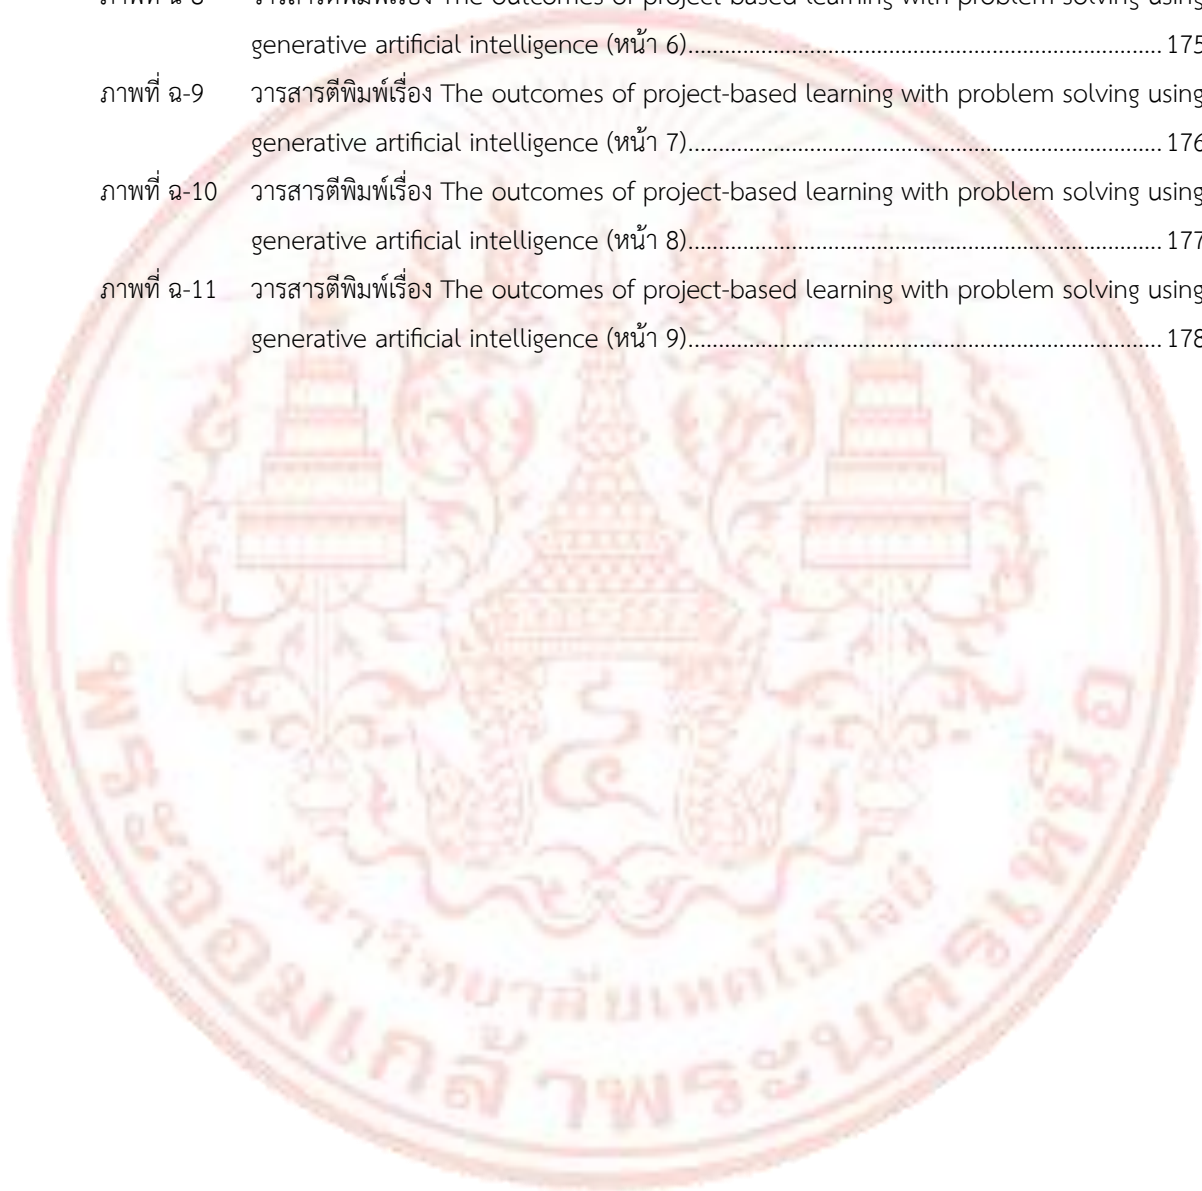 ภาพที่ ฉ-8 วารสารตีพิมพ์เรื่อง The outcomes of project-based learning with problem solving using
generative artificial intelligence (หน้า 6)........................................................................................ 175
ภาพที่ ฉ-9 วารสารตีพิมพ์เรื่อง The outcomes of project-based learning with problem solving using
generative artificial intelligence (หน้า 7)........................................................................................ 176
ภาพที่ ฉ-10 วารสารตีพิมพ์เรื่อง The outcomes of project-based learning with problem solving using
generative artificial intelligence (หน้า 8)........................................................................................ 177
ภาพที่ ฉ-11 วารสารตีพิมพ์เรื่อง The outcomes of project-based learning with problem solving using
generative artificial intelligence (หน้า 9)........................................................................................ 178
มหาวิทยาลัยเทคโนโลยี
พระจอมเกล้าพระนครเหนือ